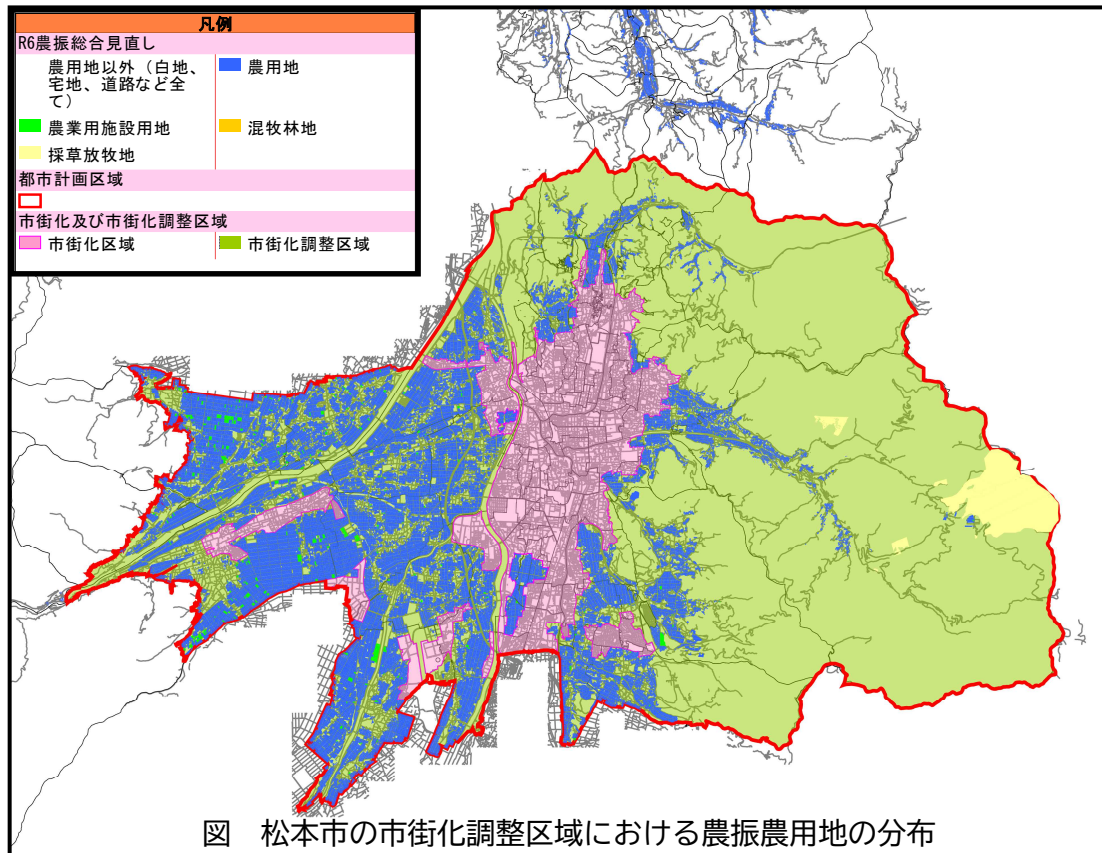 凡例
R6農振総合見直し
農用地以外（白地、
宅地、道路など全
て）
農用地
農業用施設用地
混牧林地
採草放牧地
都市計画区域
市街化及び市街化調整区域
市街化区域
市街化調整区域
図　松本市の市街化調整区域における農振農用地の分布